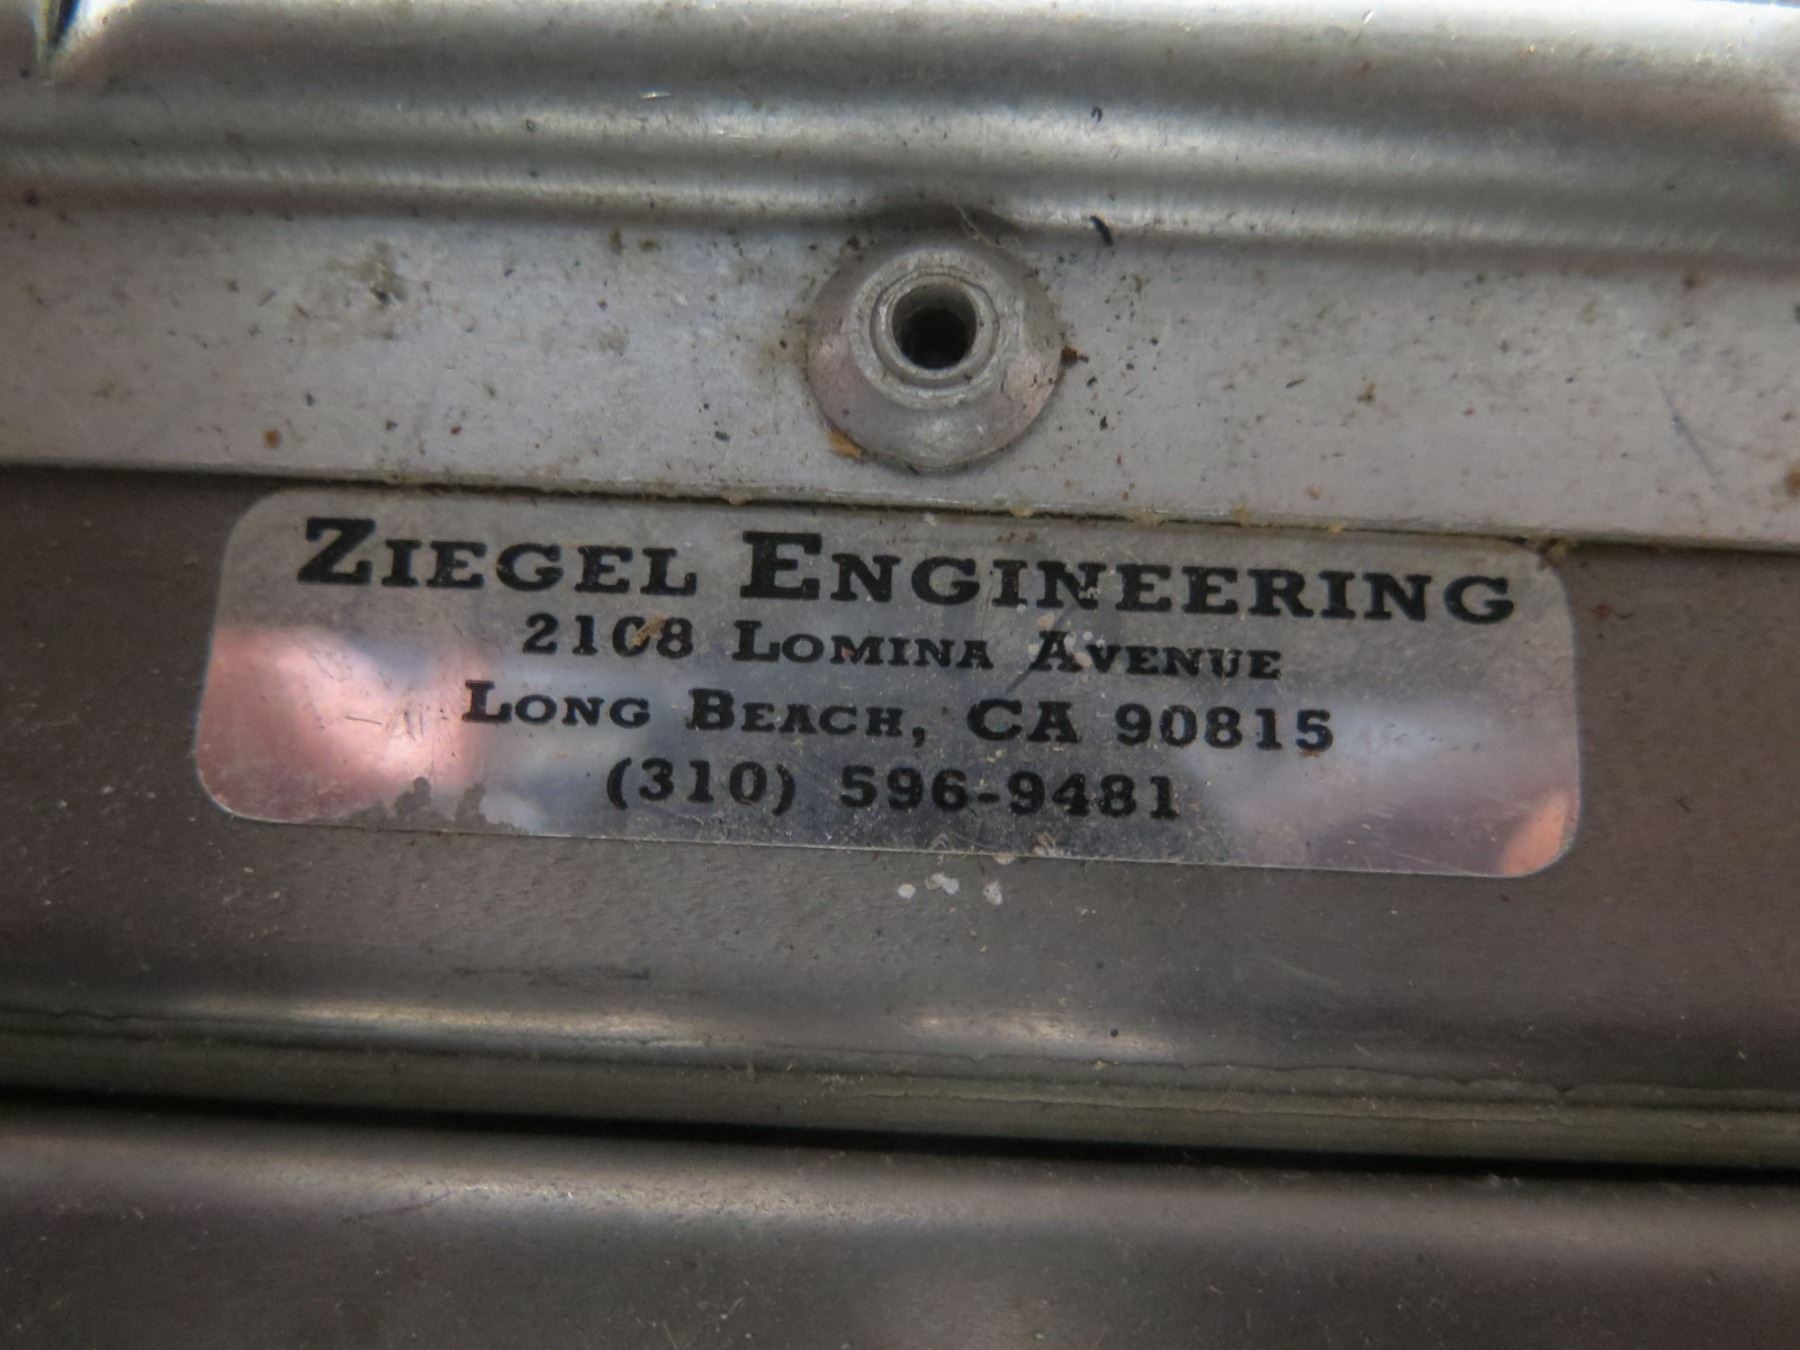 ZIEGEL ENGINEERING
2108 LOMINA AVENUE
LONG BEACH, CA 90815
(310) 596-9481